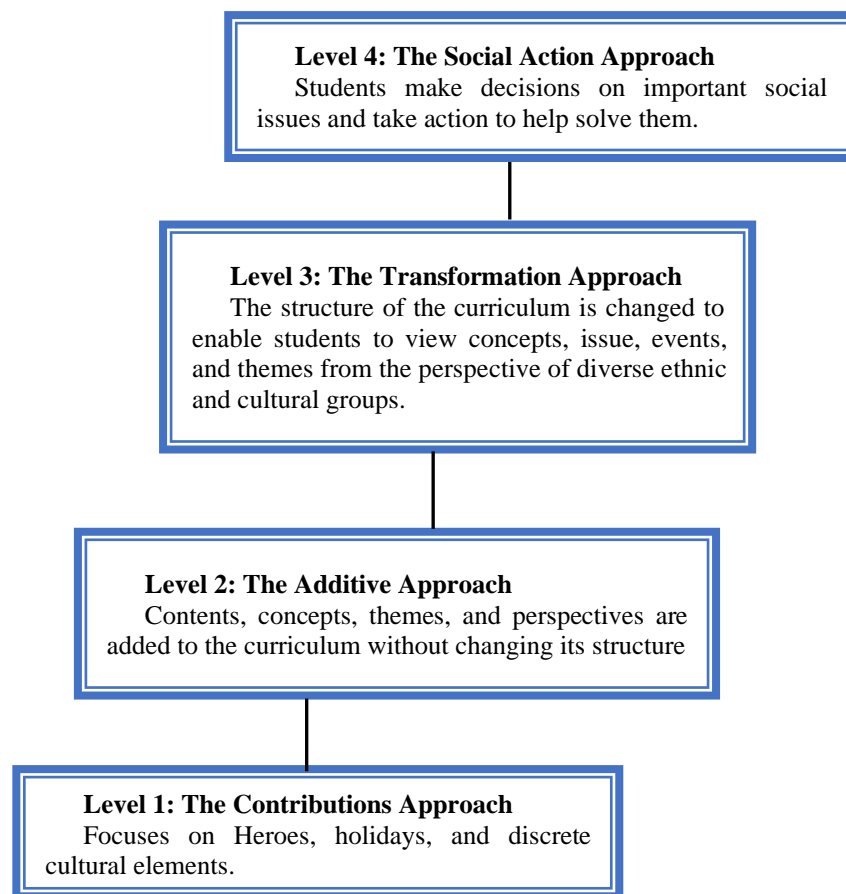 Level 4: The Social Action Approach
Students make decisions on important social
issues and take action to help solve them.
Level 3: The Transformation Approach
The structure of the curriculum is changed to
enable students to view concepts, issue, events,
and themes from the perspective of diverse ethnic
and cultural groups.
Level 2: The Additive Approach
Contents, concepts, themes, and perspectives are
added to the curriculum without changing its structure
Level 1: The Contributions Approach
Focuses on Heroes, holidays, and discrete
cultural elements.